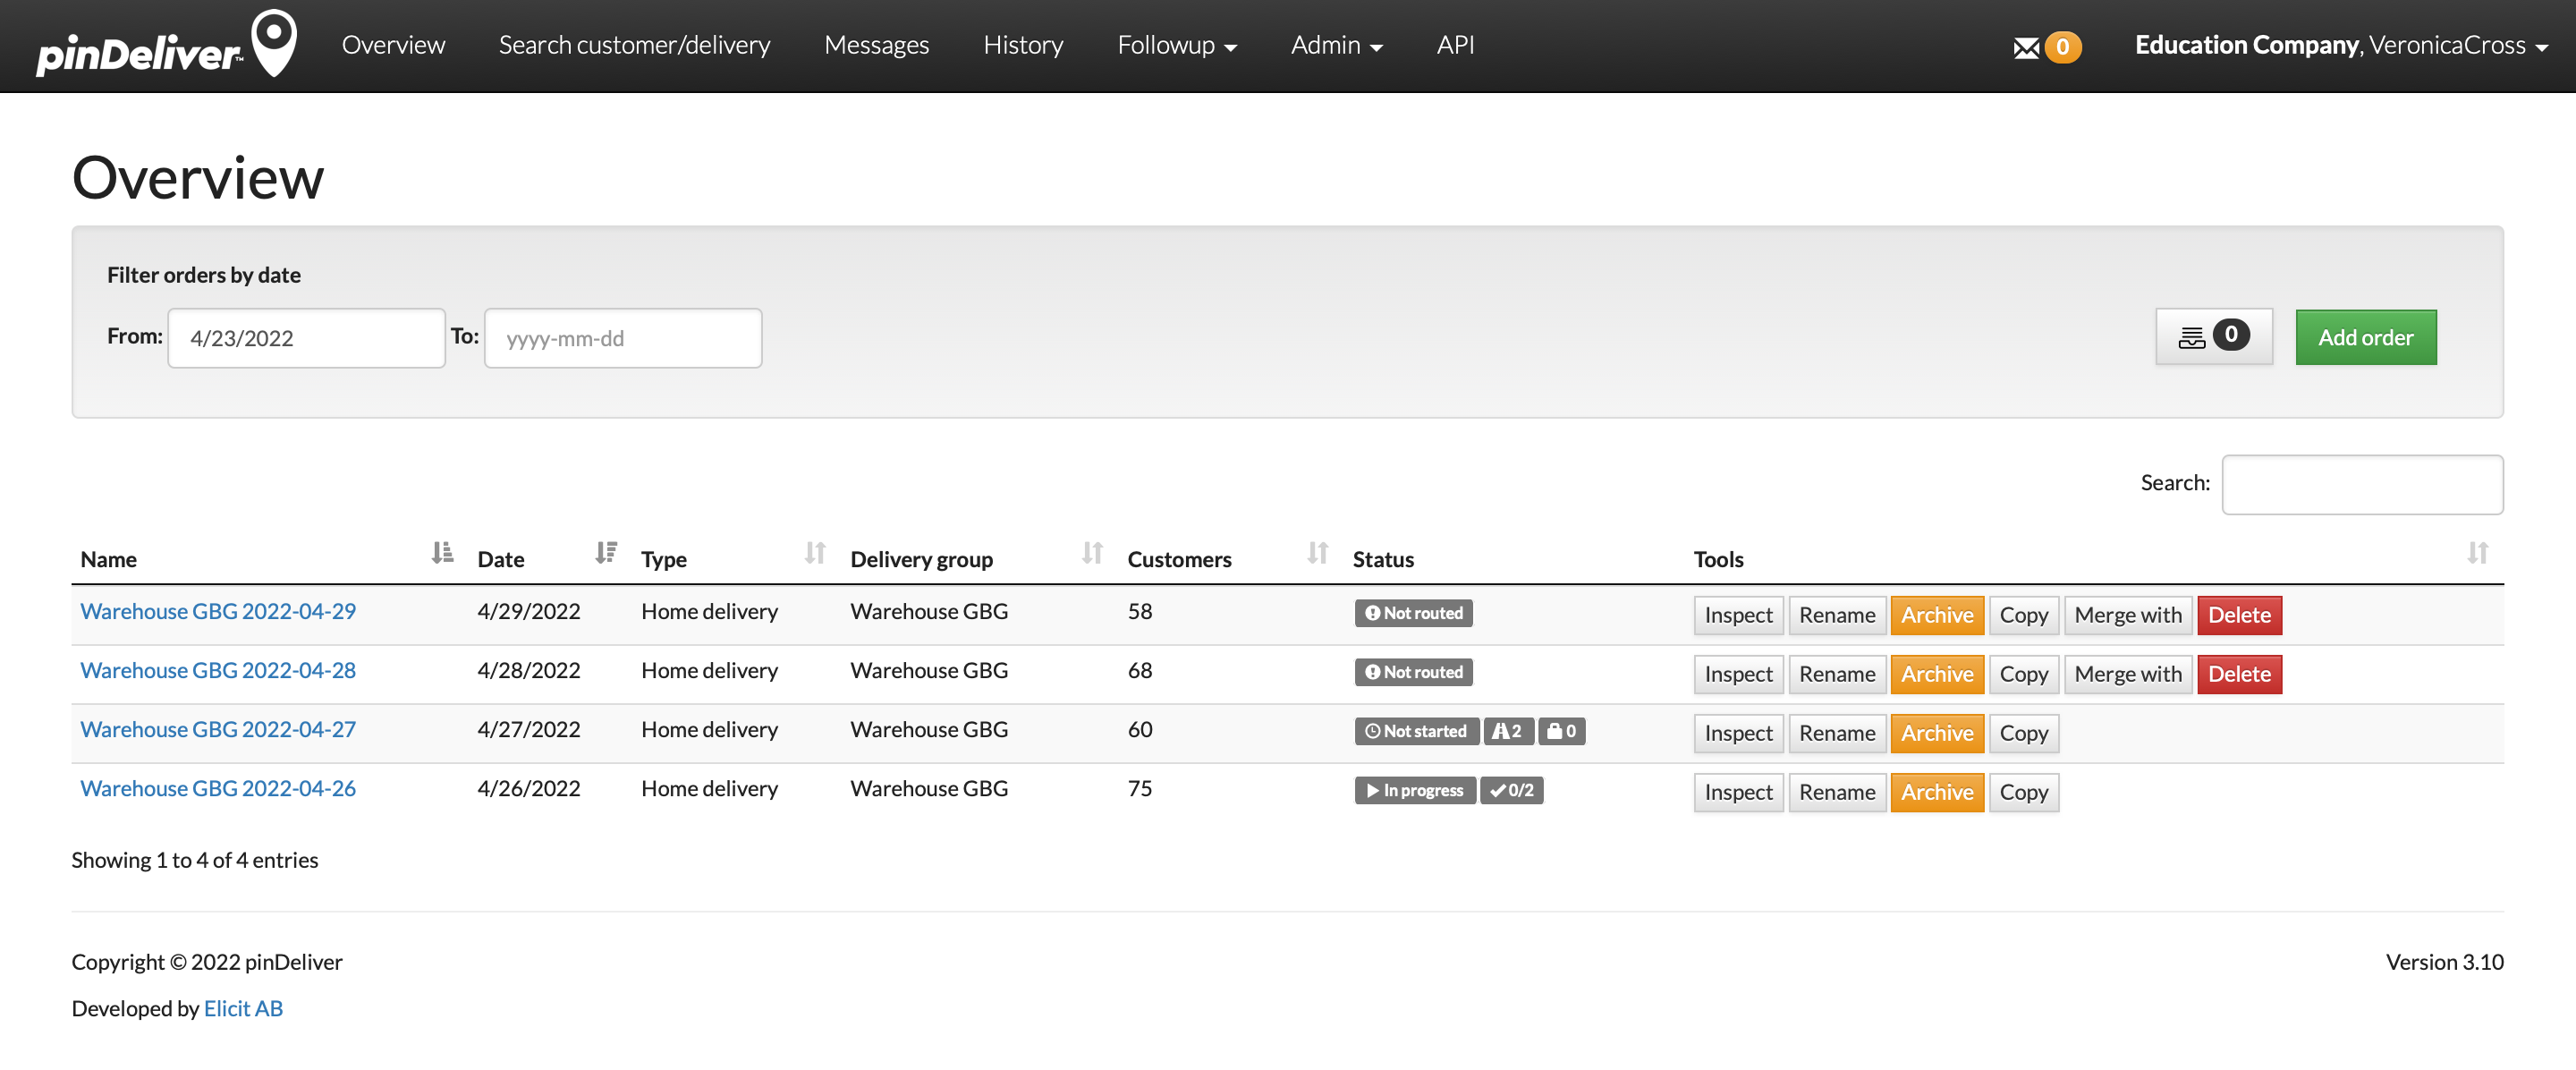 pinDeliver™ Overview Search customer/delivery Messages History Followup Admin API 0 Education Company, VeronicaCross
Overview
Filter orders by date
From: 4/23/2022 To: yyyy-mm-dd 0 Add order
Search:
Name Date Type Delivery group Customers Status Tools
Warehouse GBG 2022-04-29 4/29/2022 Home delivery Warehouse GBG 58 Not routed Inspect Rename Archive Copy Merge with Delete
Warehouse GBG 2022-04-28 4/28/2022 Home delivery Warehouse GBG 68 Not routed Inspect Rename Archive Copy Merge with Delete
Warehouse GBG 2022-04-27 4/27/2022 Home delivery Warehouse GBG 60 Not started 2 0 Inspect Rename Archive Copy
Warehouse GBG 2022-04-26 4/26/2022 Home delivery Warehouse GBG 75 In progress 0/2 Inspect Rename Archive Copy
Showing 1 to 4 of 4 entries
Copyright © 2022 pinDeliver Version 3.10
Developed by Elicit AB